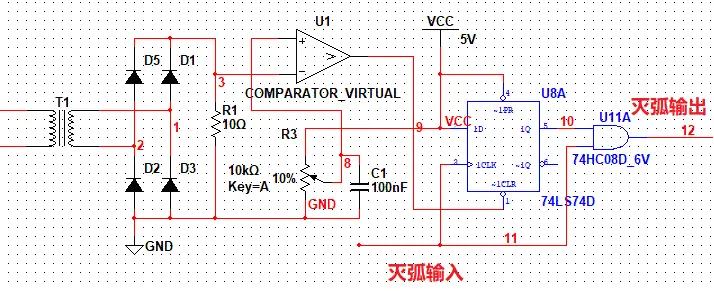 U1
VCC
5V
D5
D1
COMPARATOR_VIRTUAL
3
T1
R1
10Ω
1
2
R3
9
VCC
4
U8A
~1PR
1D
1Q
5
10
U11A
灭弧输出
12
74HC08D_6V
D2
D3
10kΩ
Key=A
10%
8
C1
100nF
3
1CLK
~1Q
6
~1CLR
1
74LS74D
GND
GND
11
灭弧输入